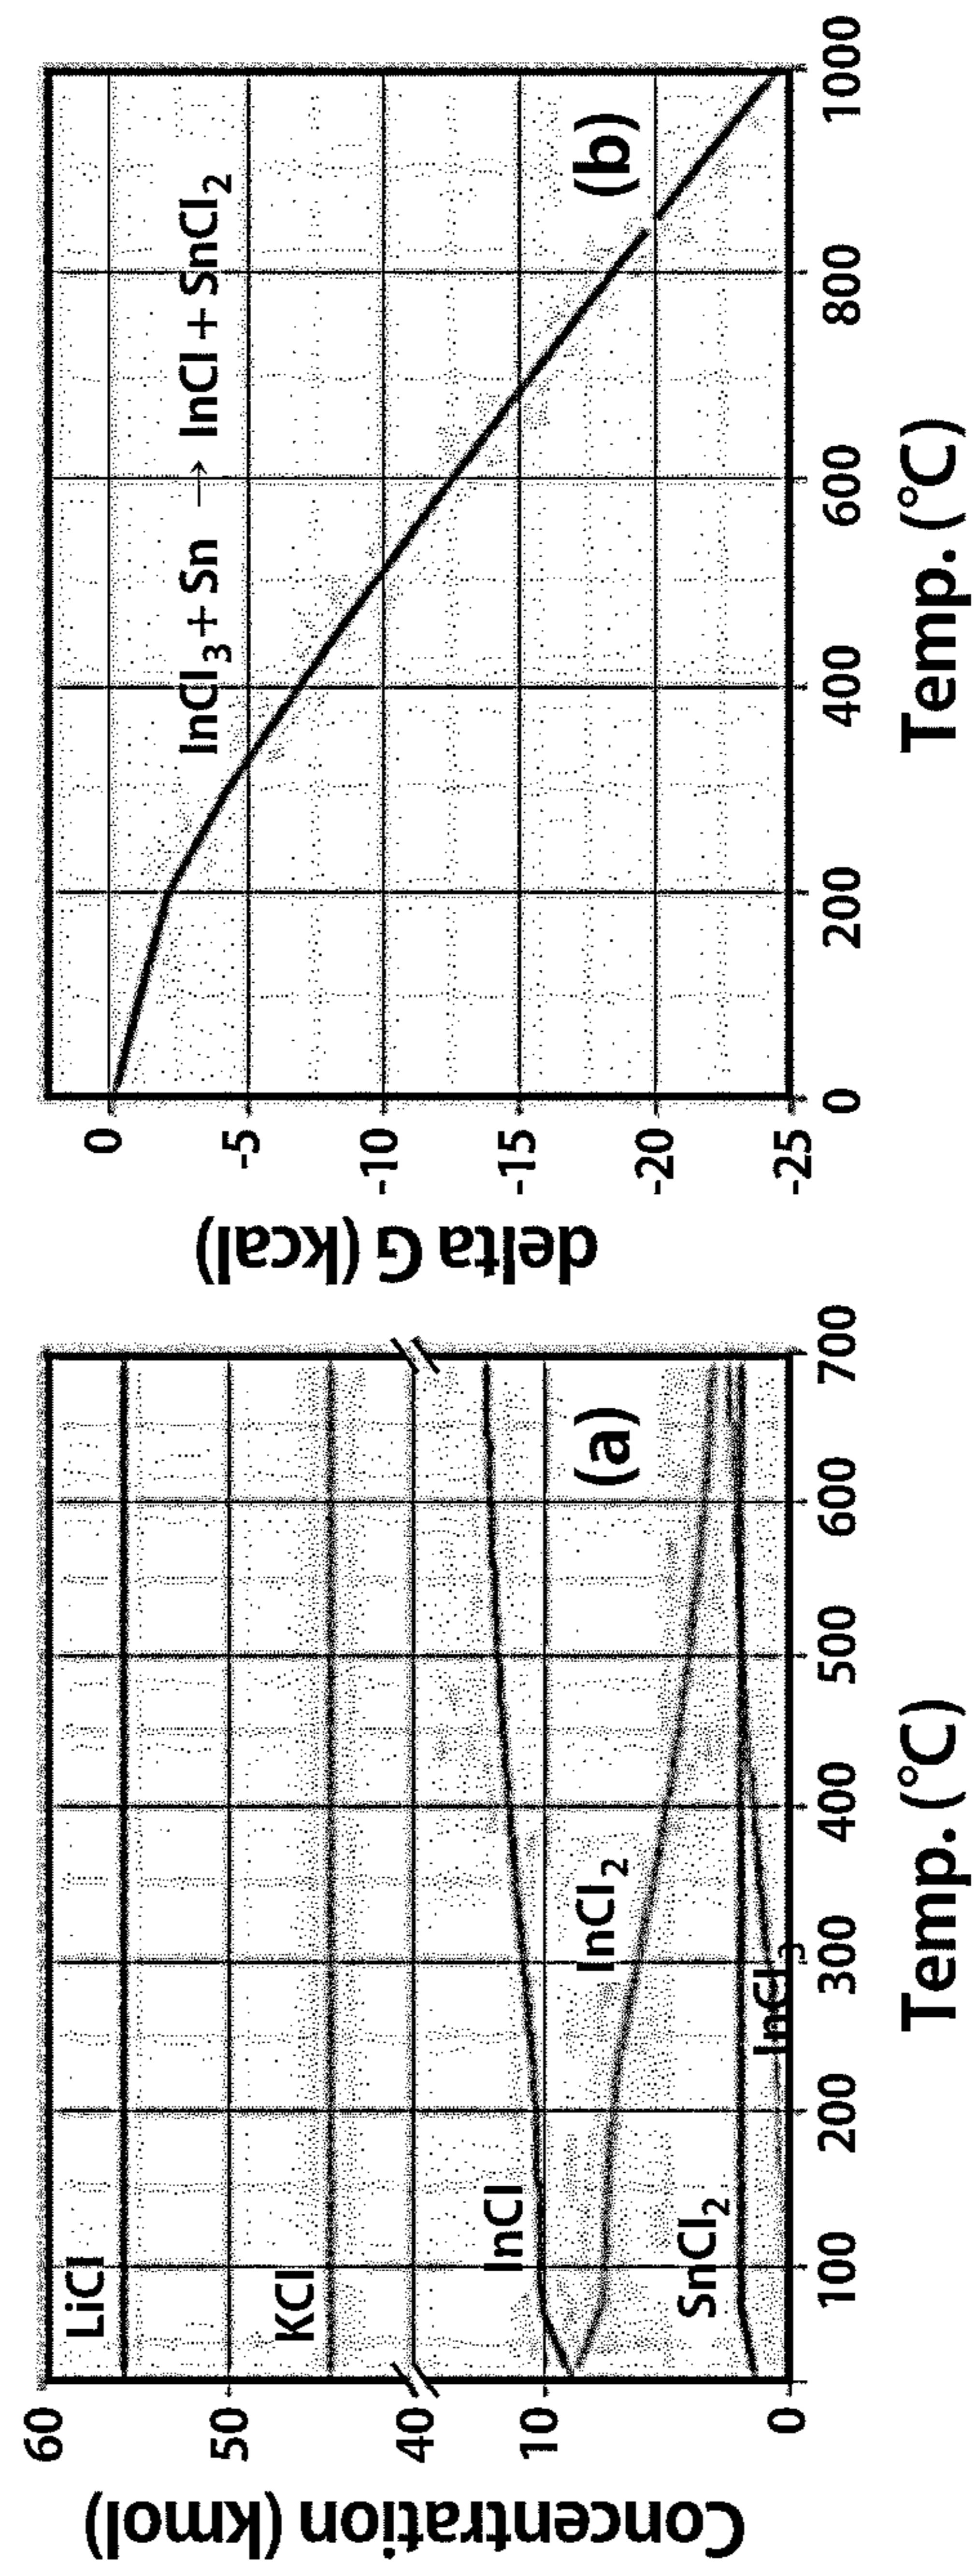 Concentration (kmol)
60
50
40
10
0
LiCl
KCl
InCl
InCl2
SnCl2
InCl3
(a)
100
200
300
400
500
600
700
Temp. (°C)
delta G (kcal)
0
-5
-10
-15
-20
-25
InCl3 + Sn → InCl + SnCl2
(b)
0
200
400
600
800
1000
Temp. (°C)